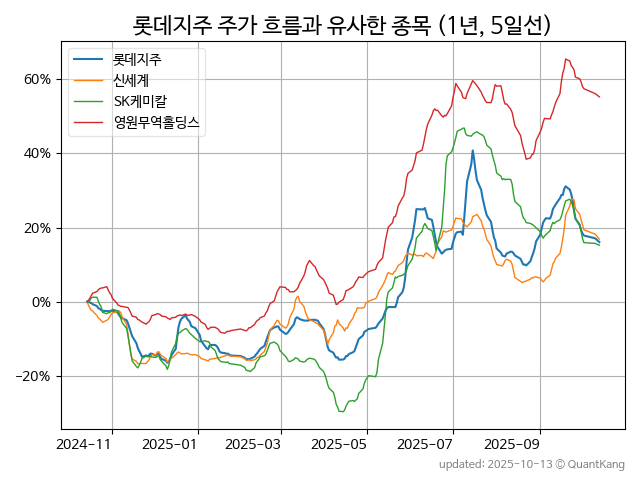 롯데지주 주가 흐름과 유사한 종목 (1년, 5일선)
롯데지주
신세계
SK케미칼
영원무역홀딩스
60%
40%
20%
0%
−20%
2024-11 2025-01 2025-03 2025-05 2025-07 2025-09
updated: 2025-10-13 © QuantKang